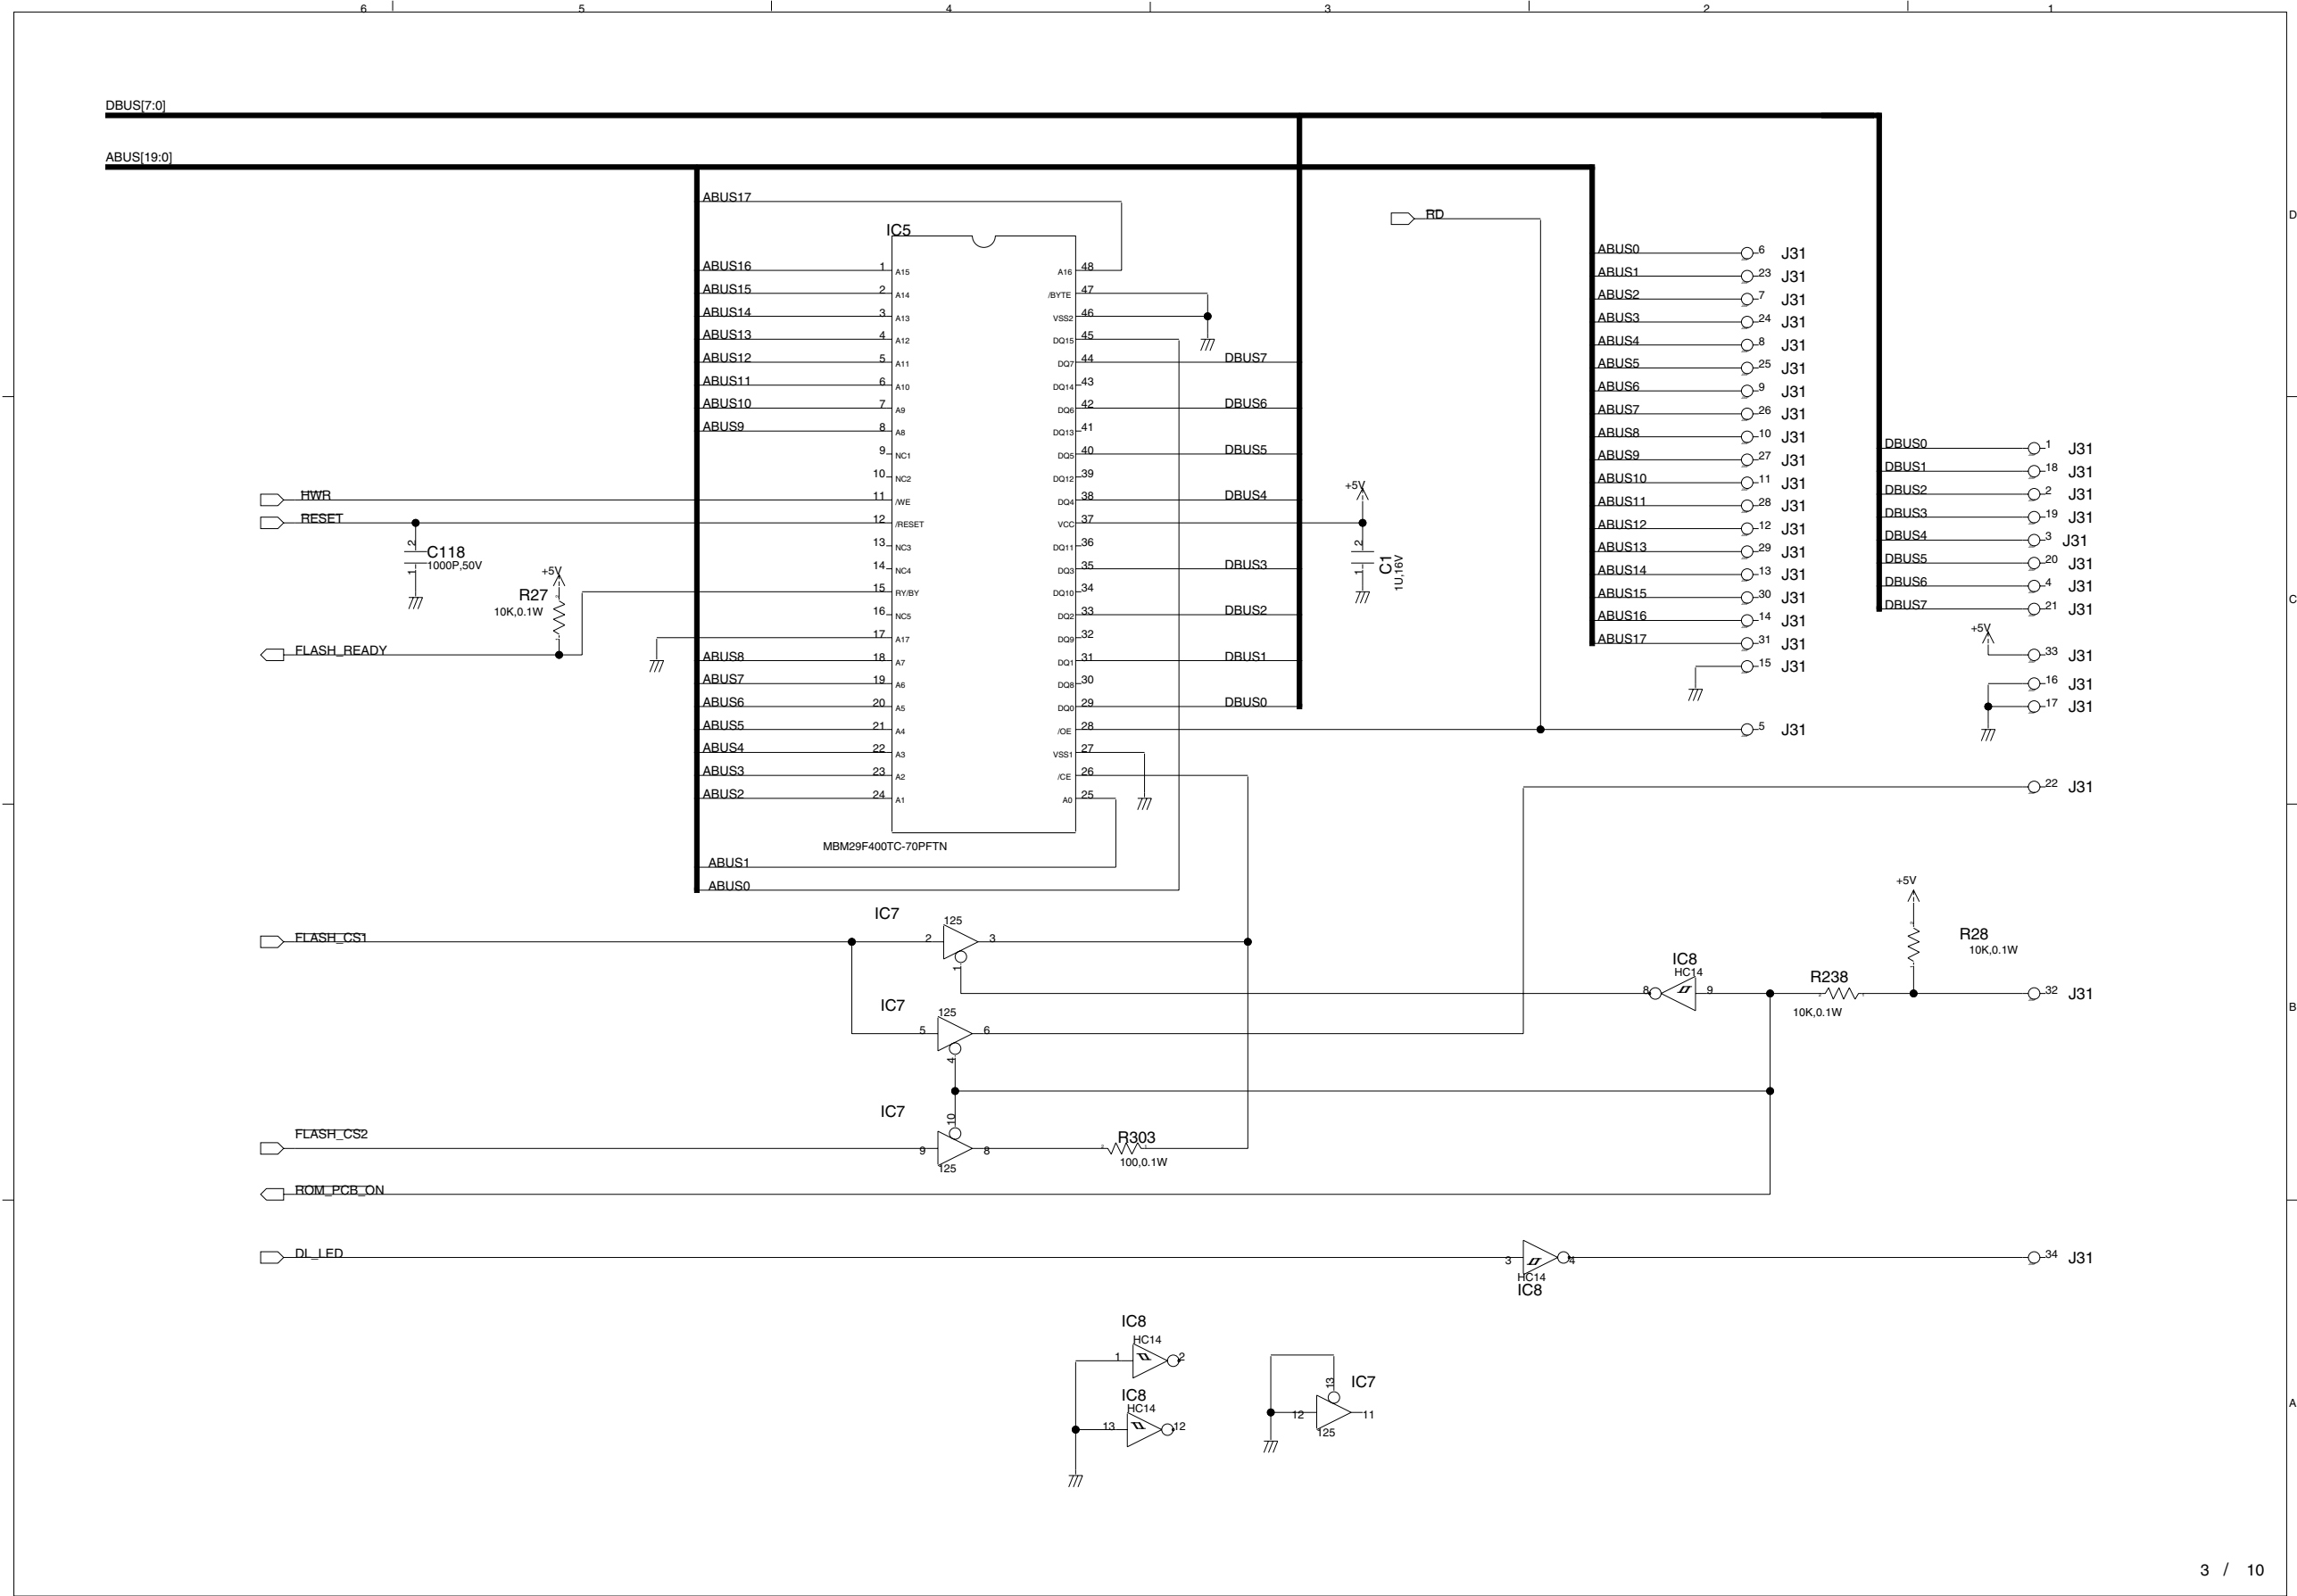 6 5 4 3 2 1
DBUS[7:0]
ABUS[19:0]
ABUS17
IC5
RD
D
ABUS16 1 A15 A16 48
ABUS15 2 A14 /BYTE 47
ABUS14 3 A13 VSS2 46
ABUS13 4 A12 DQ15 45
ABUS12 5 A11 DQ7 44 DBUS7
ABUS11 6 A10 DQ14 43
ABUS10 7 A9 DQ6 42 DBUS6
ABUS9 8 A8 DQ13 41
9 NC1 DQ5 40 DBUS5
10 NC2 DQ12 39
HWR 11 /WE DQ4 38 DBUS4
RESET 12 /RESET VCC 37
13 NC3 DQ11 36
14 NC4 DQ3 35 DBUS3
15 RY/BY DQ10 34
16 NC5 DQ2 33 DBUS2
17 A17 DQ9 32
ABUS8 18 A7 DQ1 31 DBUS1
ABUS7 19 A6 DQ8 30
ABUS6 20 A5 DQ0 29 DBUS0
ABUS5 21 A4 /OE 28
ABUS4 22 A3 VSS1 27
ABUS3 23 A2 /CE 26
ABUS2 24 A1 A0 25
MBM29F400TC-70PFTN
ABUS1
ABUS0
2
C118
1000P,50V
1
+5V
R27
10K,0.1W
2
1
FLASH_READY
+5V
2
C1
1U,16V
1
ABUS0 6 J31
ABUS1 23 J31
ABUS2 7 J31
ABUS3 24 J31
ABUS4 8 J31
ABUS5 25 J31
ABUS6 9 J31
ABUS7 26 J31
ABUS8 10 J31
ABUS9 27 J31
ABUS10 11 J31
ABUS11 28 J31
ABUS12 12 J31
ABUS13 29 J31
ABUS14 13 J31
ABUS15 30 J31
ABUS16 14 J31
ABUS17 31 J31
15 J31
5 J31
DBUS0 1 J31
DBUS1 18 J31
DBUS2 2 J31
DBUS3 19 J31
DBUS4 3 J31
DBUS5 20 J31
DBUS6 4 J31
DBUS7 21 J31
C
+5V
33 J31
16 J31
17 J31
22 J31
FLASH_CS1
IC7
125
2 3
1
IC7
125
5 6
4
IC7
10
9 8
125
FLASH_CS2
R303
2 1
100,0.1W
IC8
HC14
8 9
R238
2 1
10K,0.1W
+5V
2
R28
10K,0.1W
1
32 J31
B
ROM_PCB_ON
DL_LED
3 4
HC14
IC8
34 J31
IC8
HC14
1 2
IC8
HC14
13 12
13
IC7
12 11
125
A
3 / 10